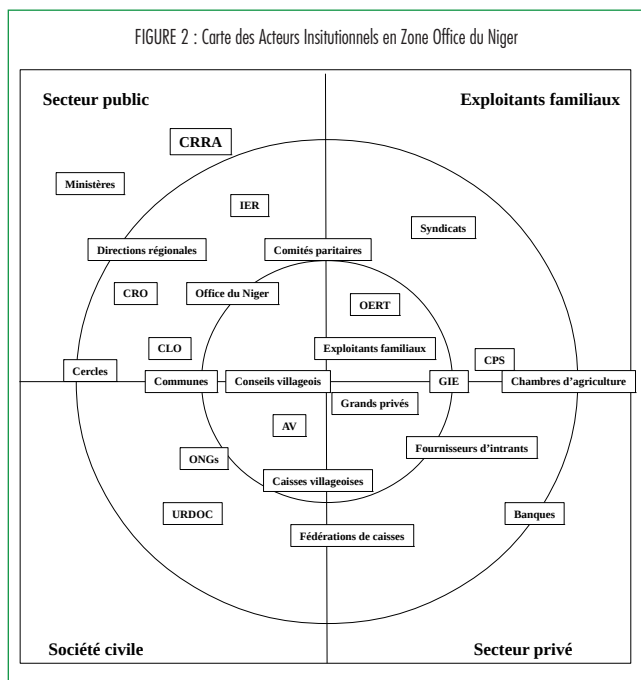 FIGURE 2 : Carte des Acteurs Insitutionnels en Zone Office du Niger
Secteur public
Exploitants familiaux
CRRA
Ministères
IER
Syndicats
Directions régionales
Comités paritaires
CRO
Office du Niger
OERT
CLO
Exploitants familiaux
CPS
Cercles
Communes
Conseils villageois
GIE
Chambres d'agriculture
Grands privés
AV
Fournisseurs d'intrants
ONGs
Caisses villageoises
URDOC
Banques
Fédérations de caisses
Société civile
Secteur privé